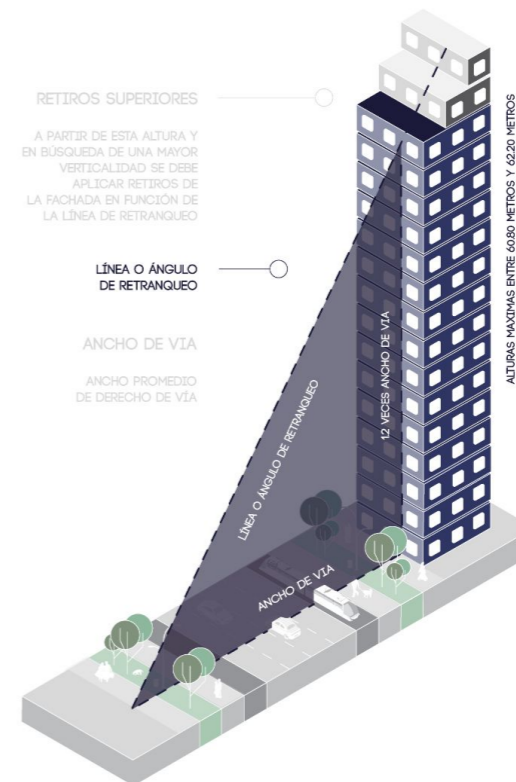 RETIROS SUPERIORES
A PARTIR DE ESTA ALTURA Y
EN BÚSQUEDA DE UNA MAYOR
VERTICALIDAD SE DEBE
APLICAR RETIROS DE
LA FACHADA EN FUNCIÓN DE
LA LÍNEA DE RETRANQUEO
LÍNEA O ÁNGULO
DE RETRANQUEO
ANCHO DE VIA
ANCHO PROMEDIO
DE DERECHO DE VÍA
LÍNEA O ÁNGULO DE RETRANQUEO
1.2 VECES ANCHO DE VIA
ANCHO DE VIA
ALTURAS MAXIMAS ENTRE 60.80 METROS Y 62.20 METROS